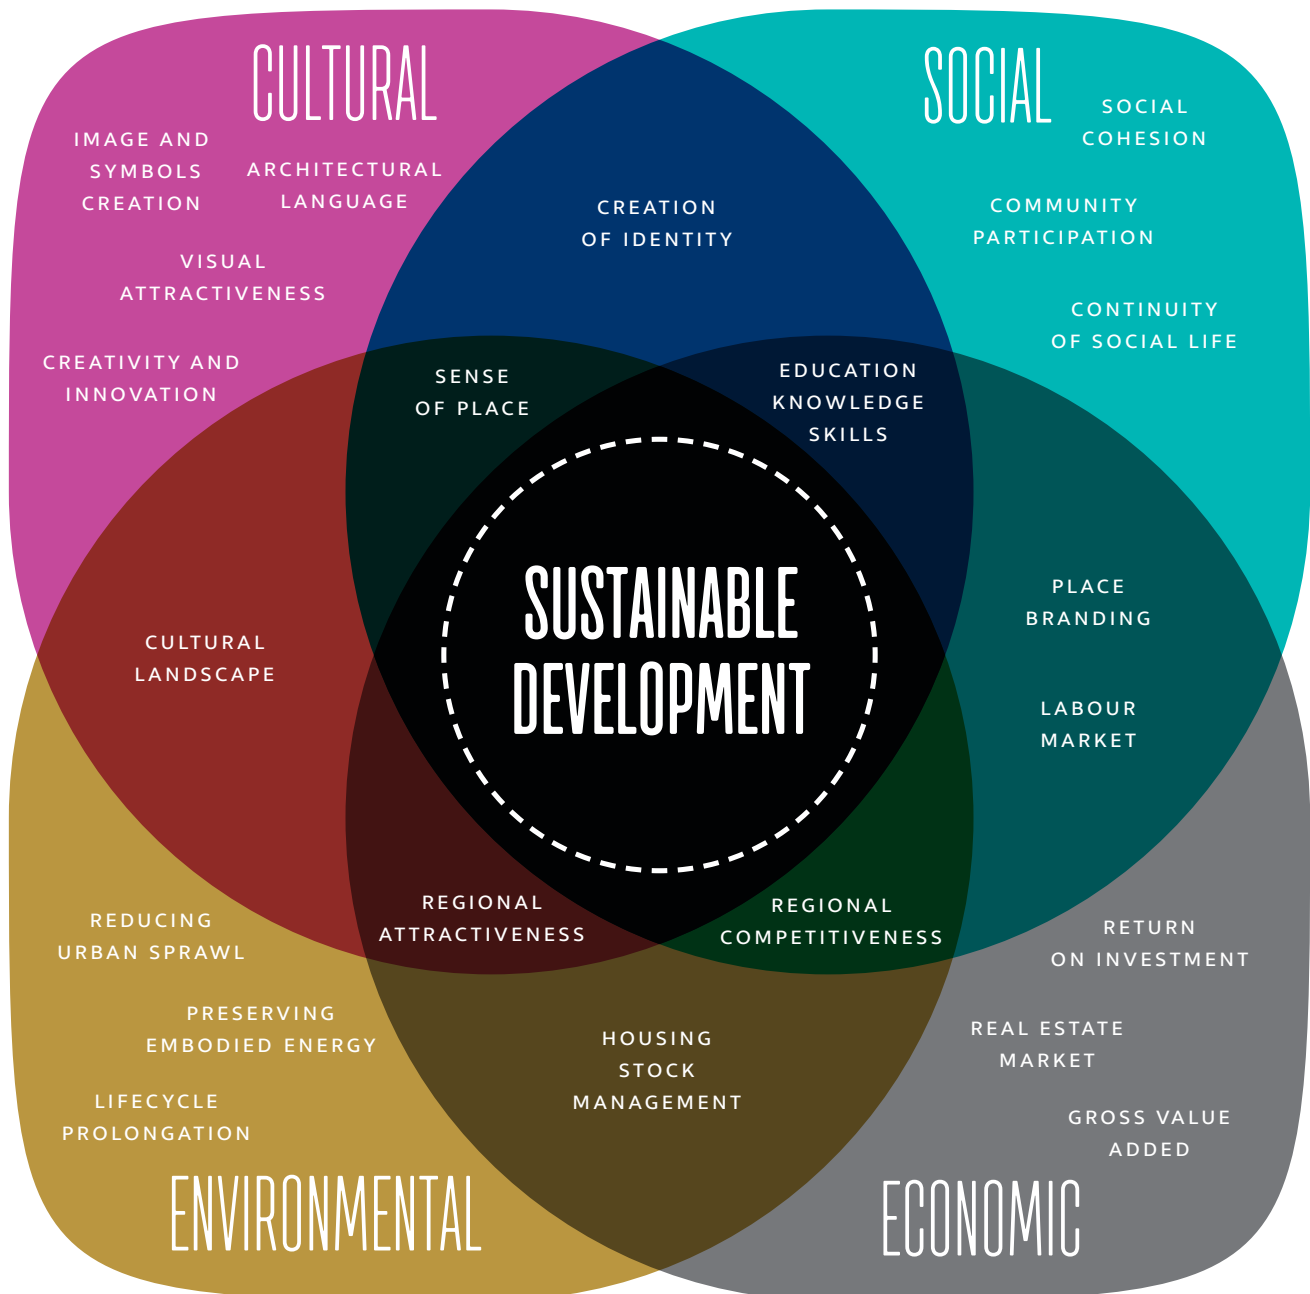 CULTURAL
IMAGE AND
SYMBOLS
CREATION
ARCHITECTURAL
LANGUAGE
VISUAL
ATTRACTIVENESS
CREATIVITY AND
INNOVATION
CREATION
OF IDENTITY
SOCIAL
SOCIAL
COHESION
COMMUNITY
PARTICIPATION
CONTINUITY
OF SOCIAL LIFE
SENSE
OF PLACE
EDUCATION
KNOWLEDGE
SKILLS
CULTURAL
LANDSCAPE
SUSTAINABLE
DEVELOPMENT
PLACE
BRANDING
LABOUR
MARKET
REGIONAL
ATTRACTIVENESS
REGIONAL
COMPETITIVENESS
REDUCING
URBAN SPRAWL
PRESERVING
EMBODIED ENERGY
LIFECYCLE
PROLONGATION
ENVIRONMENTAL
HOUSING
STOCK
MANAGEMENT
RETURN
ON INVESTMENT
REAL ESTATE
MARKET
GROSS VALUE
ADDED
ECONOMIC